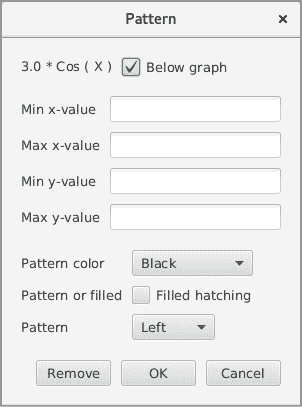 Pattern
3.0 * Cos ( X ) Below graph
Min x-value
Max x-value
Min y-value
Max y-value
Pattern color Black
Pattern or filled Filled hatching
Pattern Left
Remove OK Cancel